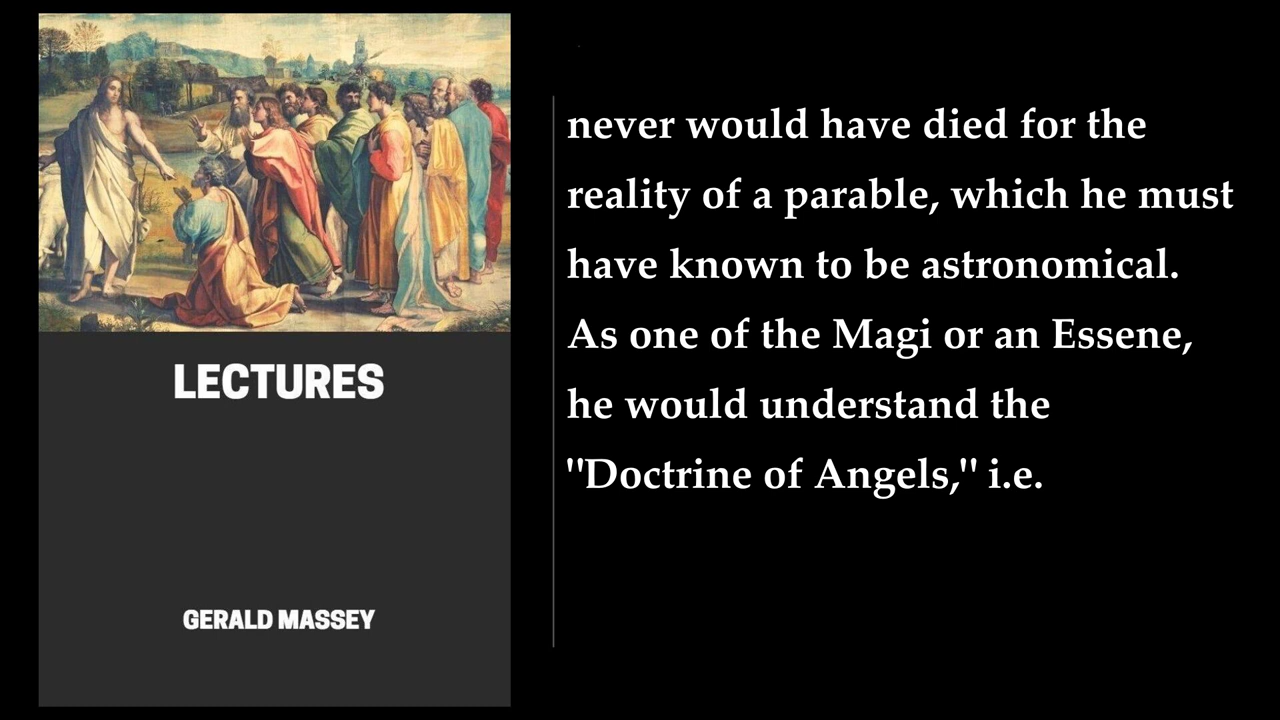 LECTURES
GERALD MASSEY
never would have died for the
reality of a parable, which he must
have known to be astronomical.
As one of the Magi or an Essene,
he would understand the
"Doctrine of Angels," i.e.